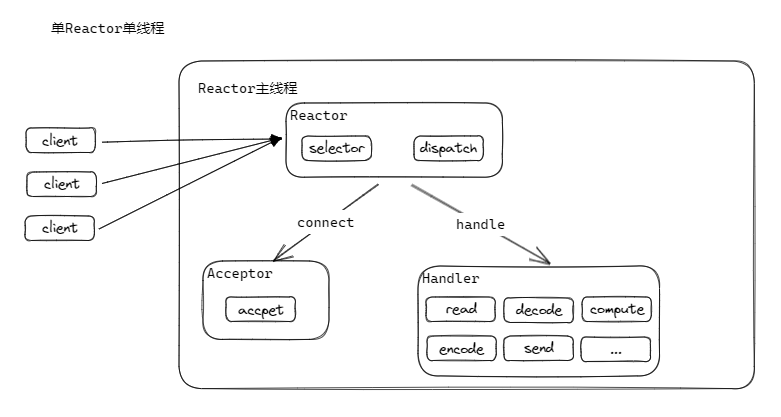 单Reactor单线程
Reactor主线程
Reactor
client
selector
dispatch
client
client
connect
handle
Acceptor
Handler
accpet
read
decode
compute
encode
send
...